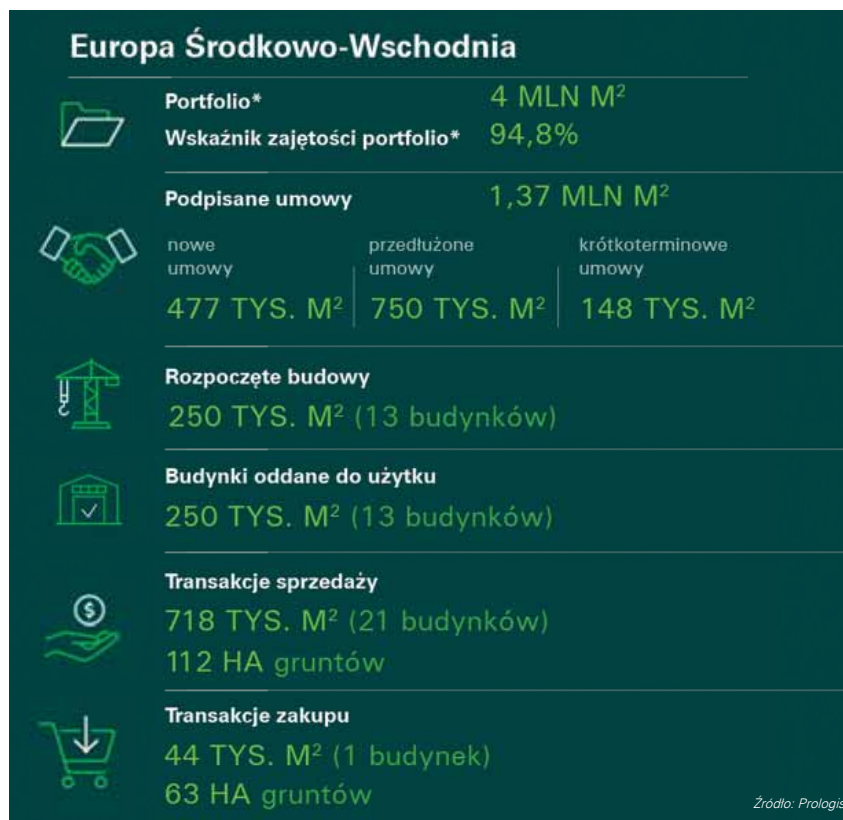 Europa Środkowo-Wschodnia
Portfolio* 4 MLN M²
Wskaźnik zajętości portfolio* 94,8%
Podpisane umowy 1,37 MLN M²
nowe umowy
477 TYS. M²
przedłużone umowy
750 TYS. M²
krótkoterminowe umowy
148 TYS. M²
Rozpoczęte budowy
250 TYS. M² (13 budynków)
Budynki oddane do użytku
250 TYS. M² (13 budynków)
Transakcje sprzedaży
718 TYS. M² (21 budynków)
112 HA gruntów
Transakcje zakupu
44 TYS. M² (1 budynek)
63 HA gruntów
Źródło: Prologis